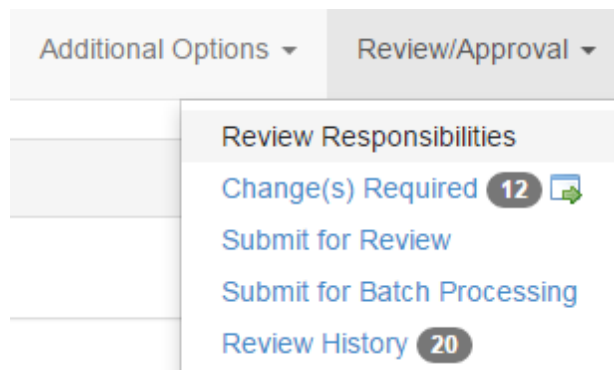 Additional Options Review/Approval
Review Responsibilities
Change(s) Required 12
Submit for Review
Submit for Batch Processing
Review History 20